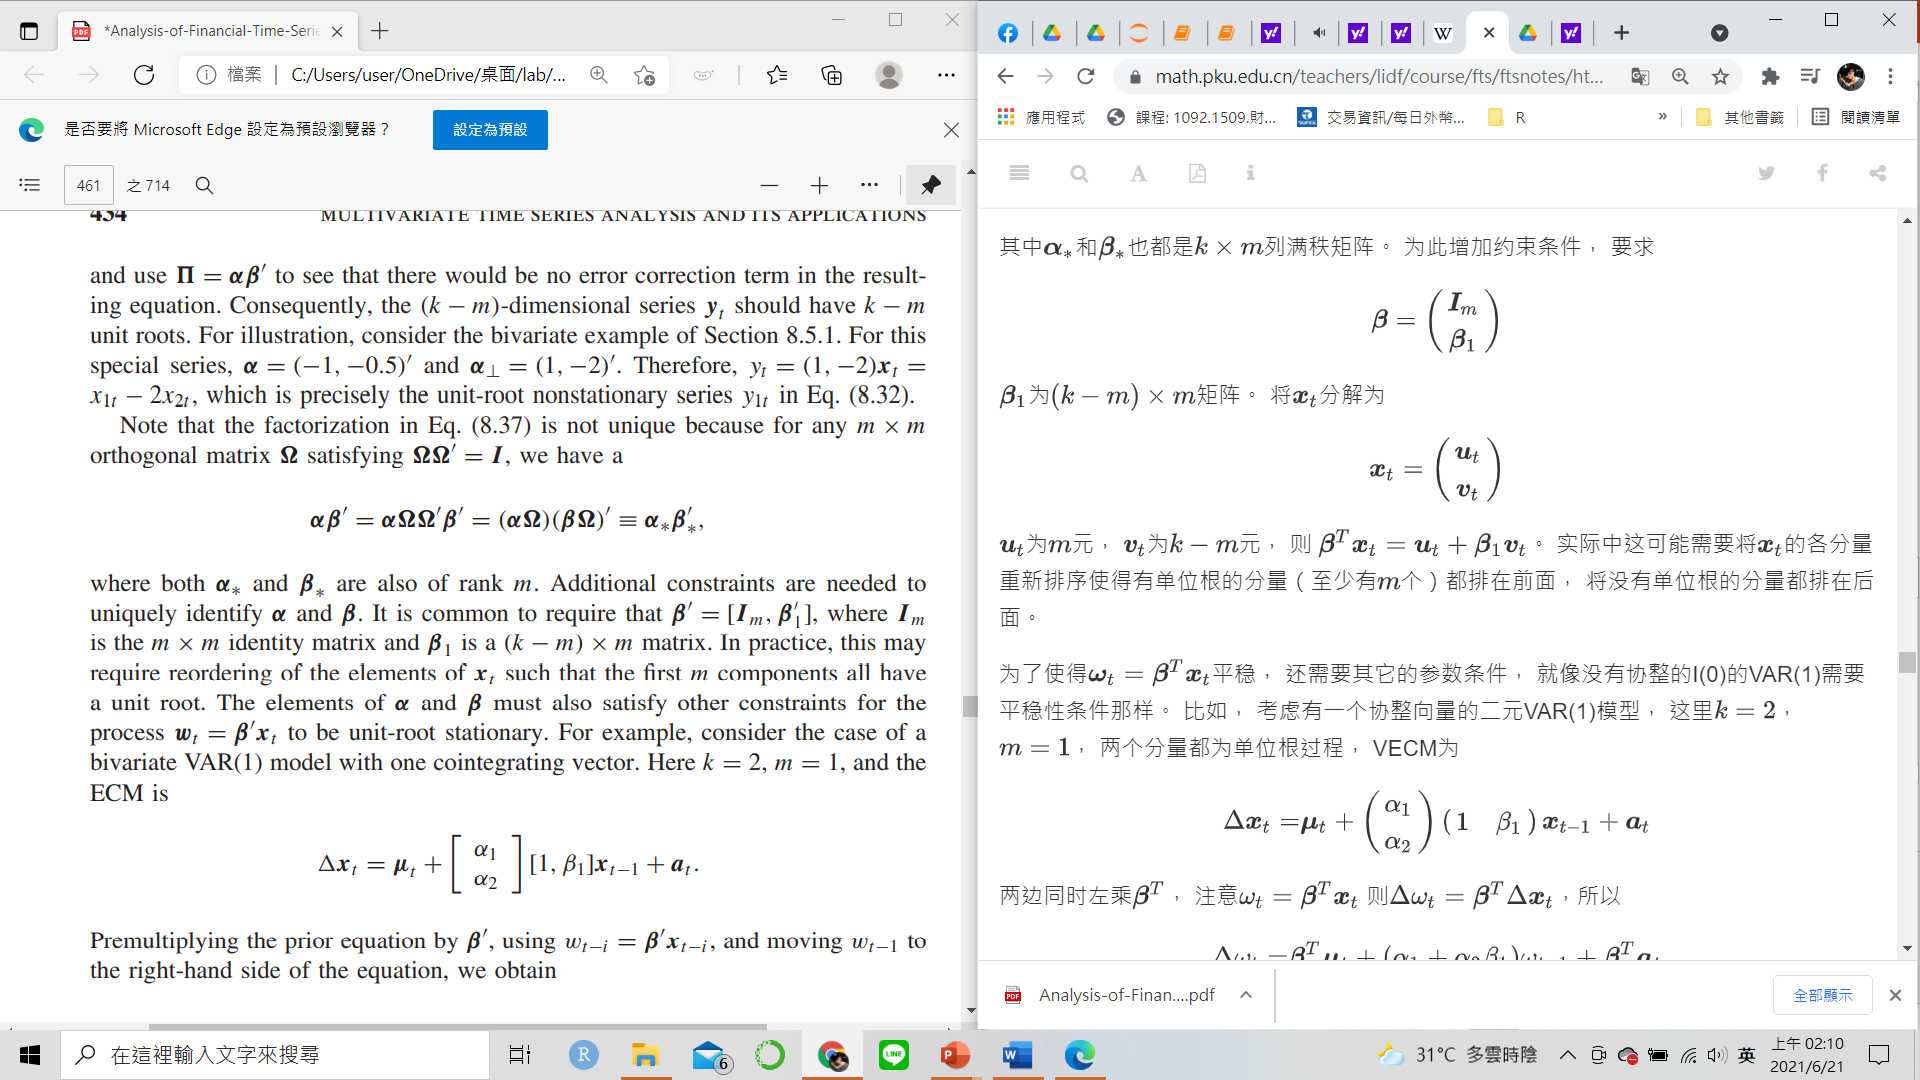 *Analysis-of-Financial-Time-Serie
檔案 | C:/Users/user/OneDrive/桌面/lab/...
是否要將 Microsoft Edge 設定為預設瀏覽器？
設定為預設
461 之 714
434 MULTIVARIATE TIME SERIES ANALYSIS AND ITS APPLICATIONS
and use Π = αβ′ to see that there would be no error correction term in the result-
ing equation. Consequently, the (k − m)-dimensional series y_t should have k − m
unit roots. For illustration, consider the bivariate example of Section 8.5.1. For this
special series, α = (−1, −0.5)′ and α⊥ = (1, −2)′. Therefore, y_t = (1, −2)x_t =
x_1t − 2x_2t, which is precisely the unit-root nonstationary series y_1t in Eq. (8.32).
Note that the factorization in Eq. (8.37) is not unique because for any m × m
orthogonal matrix Ω satisfying ΩΩ′ = I, we have a
αβ′ = αΩΩ′β′ = (αΩ)(βΩ)′ ≡ α_*β′_*,
where both α_* and β_* are also of rank m. Additional constraints are needed to
uniquely identify α and β. It is common to require that β′ = [I_m, β′_1], where I_m
is the m × m identity matrix and β_1 is a (k − m) × m matrix. In practice, this may
require reordering of the elements of x_t such that the first m components all have
a unit root. The elements of α and β must also satisfy other constraints for the
process w_t = β′x_t to be unit-root stationary. For example, consider the case of a
bivariate VAR(1) model with one cointegrating vector. Here k = 2, m = 1, and the
ECM is
Δx_t = μ_t + [α_1 α_2] [1, β_1]x_{t−1} + a_t.
Premultiplying the prior equation by β′, using w_{t−i} = β′x_{t−i}, and moving w_{t−1} to
the right-hand side of the equation, we obtain
math.pku.edu.cn/teachers/lidf/course/fts/ftsnotes/ht...
應用程式 課程: 1092.1509.財... 交易資訊/每日外幣... R » 其他書籤 閱讀清單
其中α_*和β_*也都是k × m列满秩矩阵。 为此增加约束条件， 要求
β = (I_m β_1)
β_1为(k − m) × m矩阵。 将x_t分解为
x_t = (u_t v_t)
u_t为m元， v_t为k − m元， 则 β^T x_t = u_t + β_1 v_t。 实际中这可能需要将x_t的各分量
重新排序使得有单位根的分量（至少有m个）都排在前面， 将没有单位根的分量都排在后
面。
为了使得ω_t = β^T x_t平稳， 还需要其它的参数条件， 就像没有协整的I(0)的VAR(1)需要
平稳性条件那样。 比如， 考虑有一个协整向量的二元VAR(1)模型， 这里k = 2，
m = 1， 两个分量都为单位根过程， VECM为
Δx_t =μ_t + (α_1 α_2) (1 β_1) x_{t−1} + a_t
两边同时左乘β^T， 注意ω_t = β^T x_t 则Δω_t = β^T Δx_t，所以
Δω_t =β^T μ_t + (α_1 + α_2 β_1)ω_{t−1} + β^T a_t
Analysis-of-Finan....pdf
全部顯示
在這裡輸入文字來搜尋
6
31°C 多雲時陰
英
上午 02:10
2021/6/21